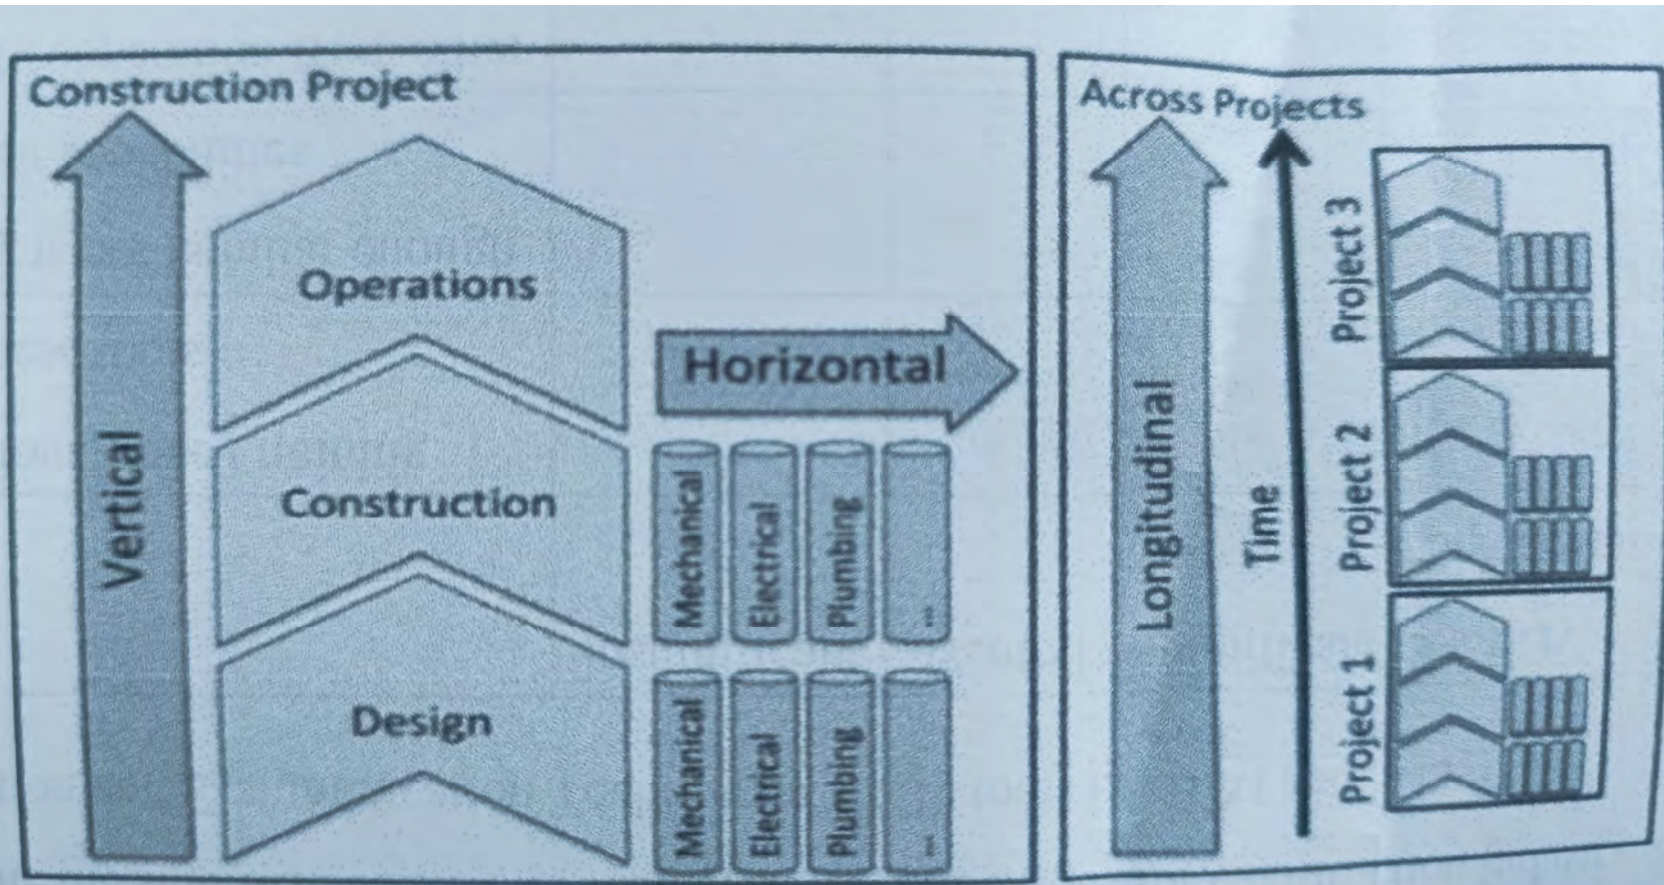 Construction Project
Vertical
Operations
Construction
Design
Horizontal
Mechanical
Electrical
Plumbing
...
Mechanical
Electrical
Plumbing
...
Across Projects
Longitudinal
Time
Project 3
Project 2
Project 1